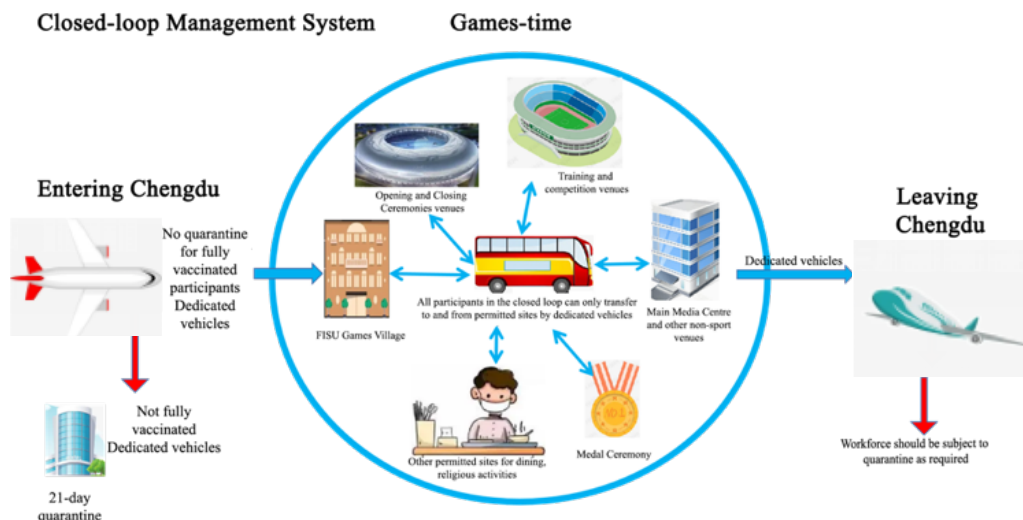 Closed-loop Management System
Games-time
Entering Chengdu
No quarantine
for fully
vaccinated
participants
Dedicated
vehicles
Not fully
vaccinated
Dedicated vehicles
21-day
quarantine
Opening and Closing
Ceremonies venues
Training and
competition venues
FISU Games Village
All participants in the closed loop can only transfer
to and from permitted sites by dedicated vehicles
Main Media Centre
and other non-sport
venues
Other permitted sites for dining,
religious activities
No.1
Medal Ceremony
Dedicated vehicles
Leaving
Chengdu
Workforce should be subject to
quarantine as required